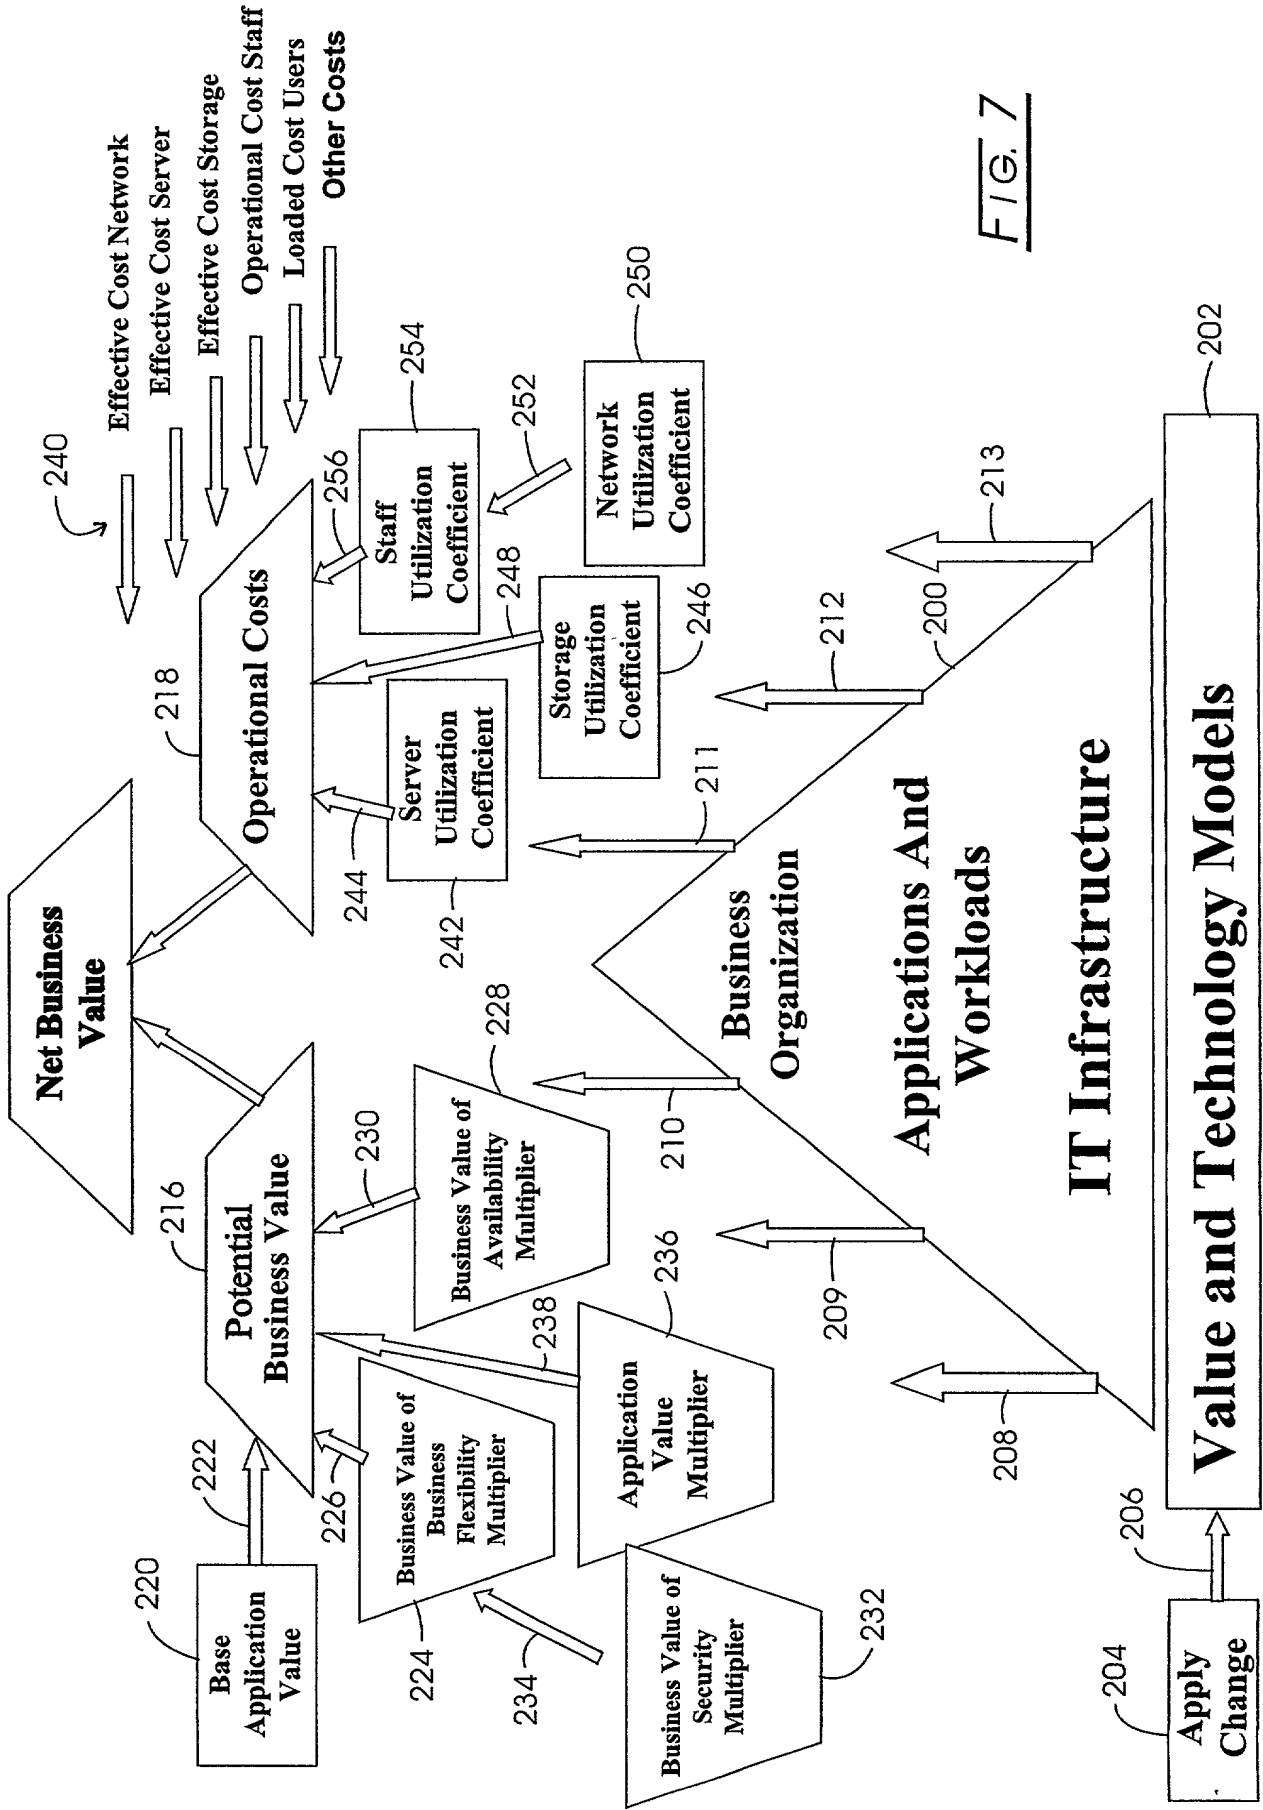 Net Business
Value
240
Effective Cost Network
Effective Cost Server
Effective Cost Storage
Operational Cost Staff
Loaded Cost Users
Other Costs
216
218
Potential
Business Value
Operational Costs
220
222
Base
Application
Value
226
230
244
256
254
Business Value of
Business
Flexibility
Multiplier
224
Business Value of
Availability
Multiplier
228
Server
Utilization
Coefficient
242
Staff
Utilization
Coefficient
238
248
252
234
Application
Value
Multiplier
236
Storage
Utilization
Coefficient
246
Network
Utilization
Coefficient
250
Business Value of
Security
Multiplier
232
210
211
209
212
208
213
200
Business
Organization
Applications And
Workloads
IT Infrastructure
204
206
Apply
Change
Value and Technology Models
202
FIG. 7